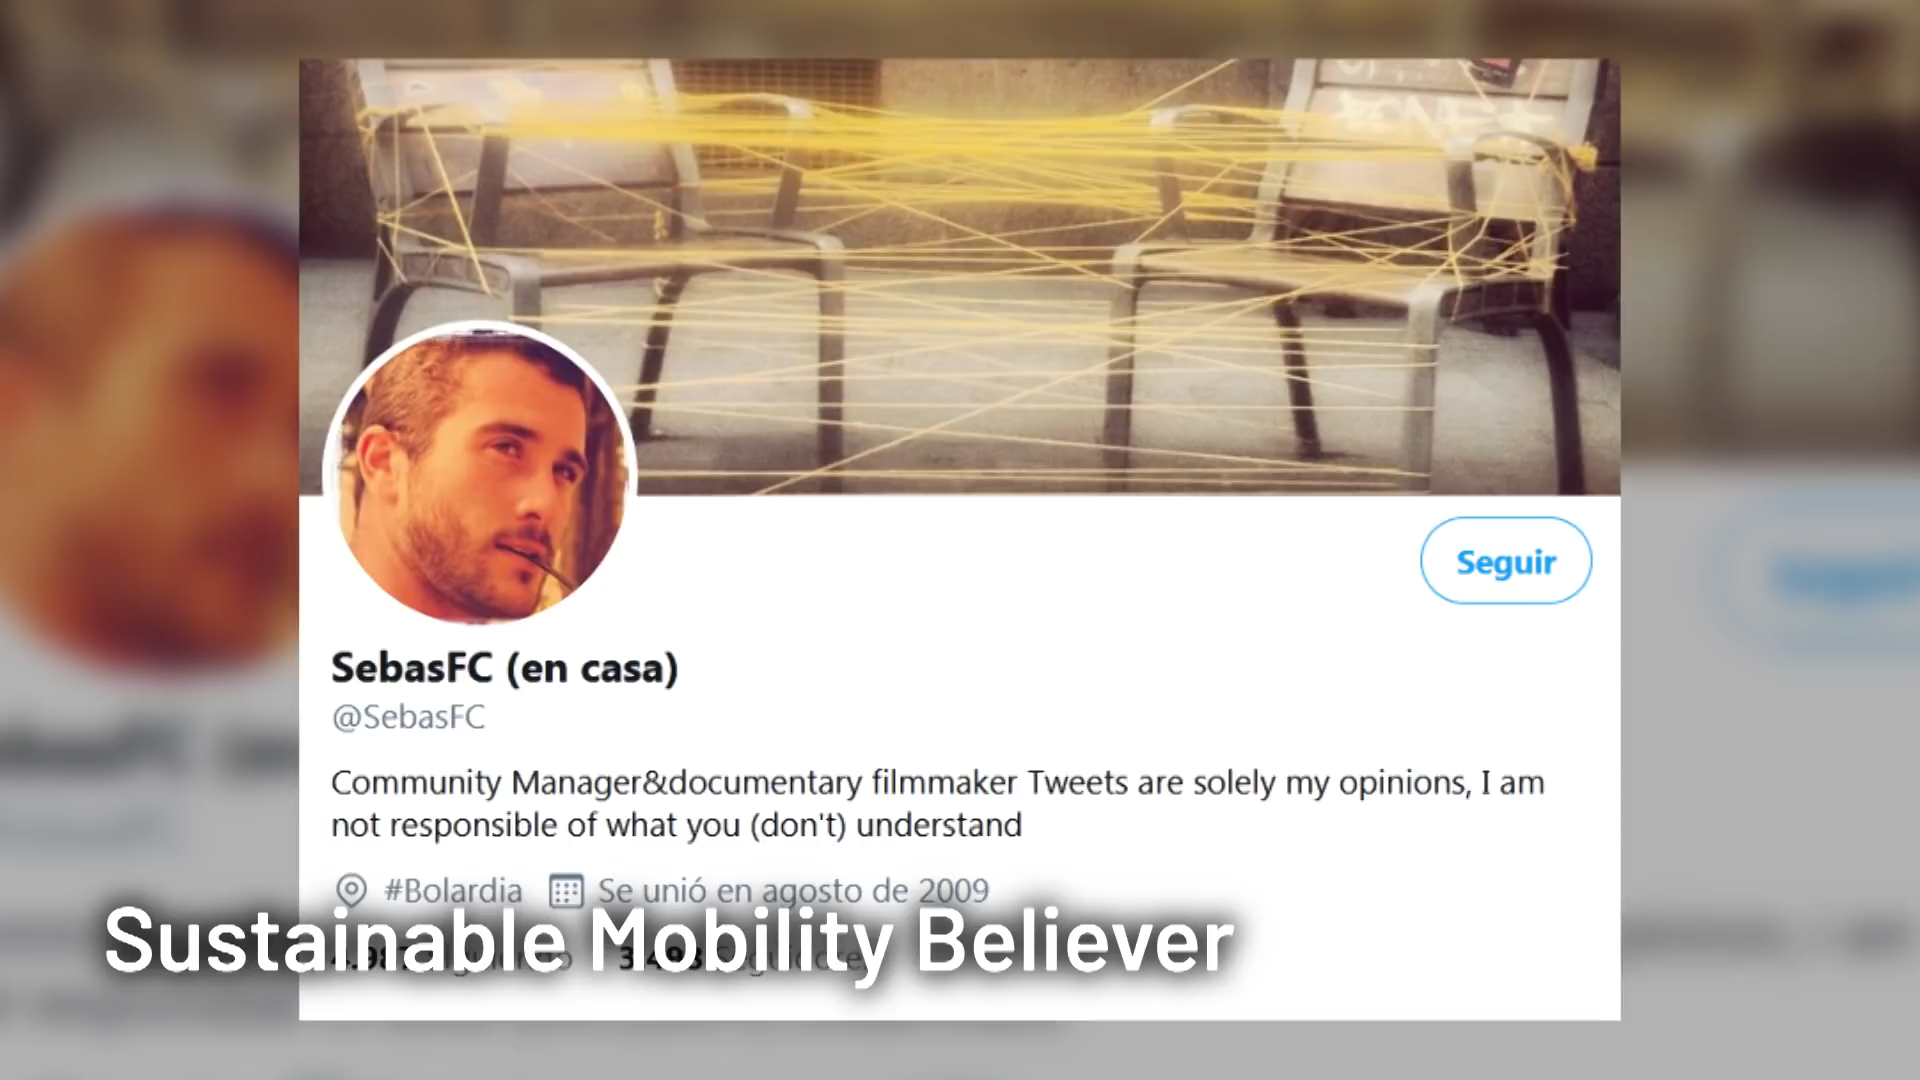 Seguir
SebasFC (en casa)
@SebasFC
Community Manager&documentary filmmaker Tweets are solely my opinions, I am
not responsible of what you (don't) understand
#Bolardia Se unió en agosto de 2009
Sustainable Mobility Believer